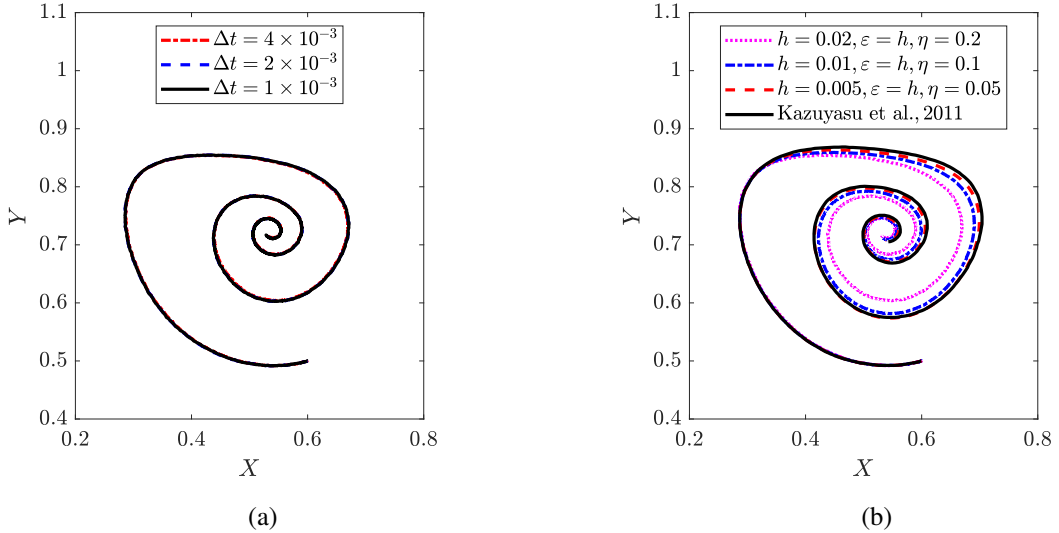 1.1
1
0.9
0.8
0.7
0.6
0.5
0.4
0.2
0.4
0.6
0.8
Y
X
Δt = 4 × 10⁻³
Δt = 2 × 10⁻³
Δt = 1 × 10⁻³
(a)
1.1
1
0.9
0.8
0.7
0.6
0.5
0.4
0.2
0.4
0.6
0.8
Y
X
h = 0.02, ε = h, η = 0.2
h = 0.01, ε = h, η = 0.1
h = 0.005, ε = h, η = 0.05
Kazuyasu et al., 2011
(b)